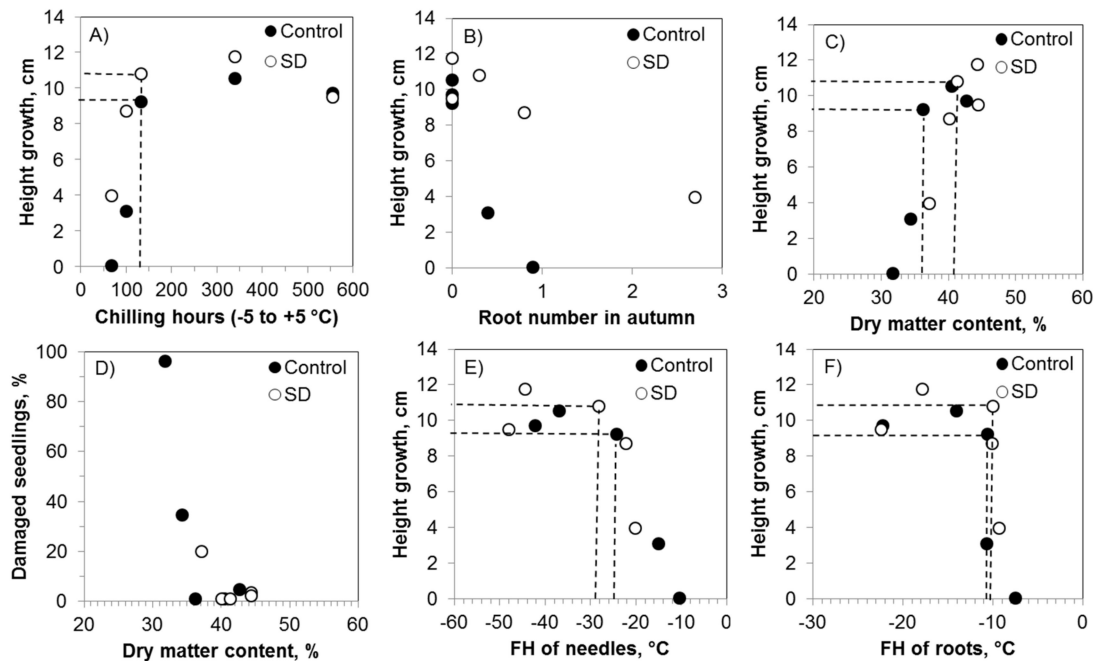 A)
Control
SD
Height growth, cm
14
12
10
8
6
4
2
0
0 100 200 300 400 500 600
Chilling hours (-5 to +5 °C)
B)
Control
SD
Height growth, cm
14
12
10
8
6
4
2
0
0 1 2 3
Root number in autumn
C)
Control
SD
Height growth, cm
14
12
10
8
6
4
2
0
20 30 40 50 60
Dry matter content, %
D)
Control
SD
Damaged seedlings, %
100
80
60
40
20
0
20 30 40 50 60
Dry matter content, %
E)
Control
SD
Height growth, cm
14
12
10
8
6
4
2
0
-60 -50 -40 -30 -20 -10 0
FH of needles, °C
F)
Control
SD
Height growth, cm
14
12
10
8
6
4
2
0
-30 -20 -10 0
FH of roots, °C